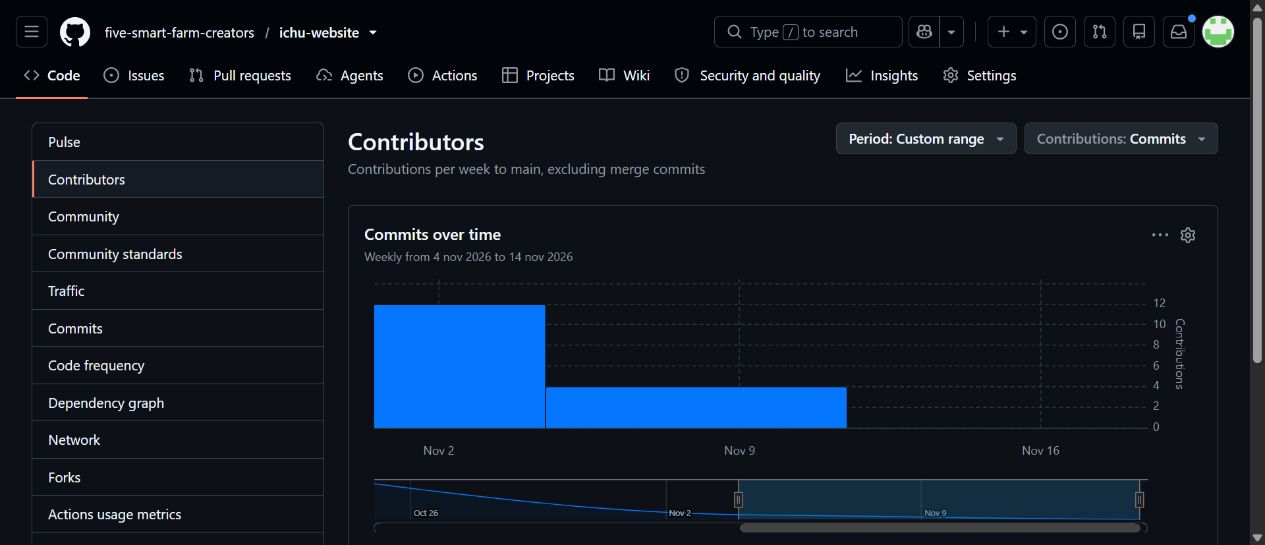 five-smart-farm-creators / ichu-website
Type / to search
Code Issues Pull requests Agents Actions Projects Wiki Security and quality Insights Settings
Pulse
Contributors
Community
Community standards
Traffic
Commits
Code frequency
Dependency graph
Network
Forks
Actions usage metrics
Contributors
Contributions per week to main, excluding merge commits
Period: Custom range
Contributions: Commits
Commits over time
Weekly from 4 nov 2026 to 14 nov 2026
12
10
8
6
4
2
0
Contributions
Nov 2 Nov 9 Nov 16
Oct 26 Nov 2 Nov 9